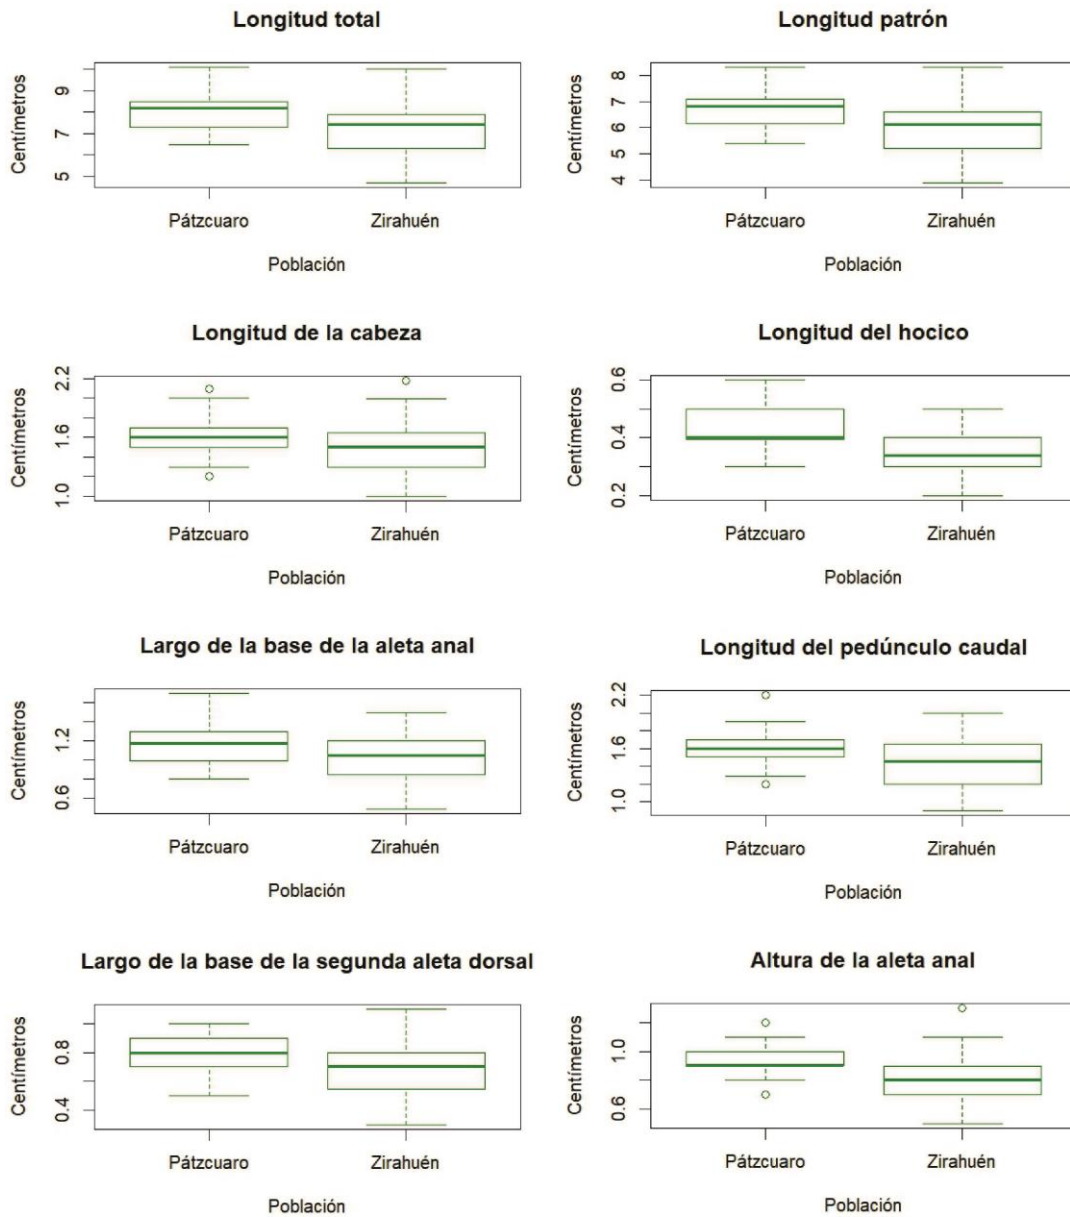 Longitud total
Centímetros
9
7
5
Pátzcuaro
Zirahuén
Población
Longitud patrón
Centímetros
8
7
6
5
4
Pátzcuaro
Zirahuén
Población
Longitud de la cabeza
Centímetros
2.2
1.6
1.0
Pátzcuaro
Zirahuén
Población
Longitud del hocico
Centímetros
0.6
0.4
0.2
Pátzcuaro
Zirahuén
Población
Largo de la base de la aleta anal
Centímetros
1.2
0.6
Pátzcuaro
Zirahuén
Población
Longitud del pedúnculo caudal
Centímetros
2.2
1.6
1.0
Pátzcuaro
Zirahuén
Población
Largo de la base de la segunda aleta dorsal
Centímetros
0.8
0.4
Pátzcuaro
Zirahuén
Población
Altura de la aleta anal
Centímetros
1.0
0.6
Pátzcuaro
Zirahuén
Población